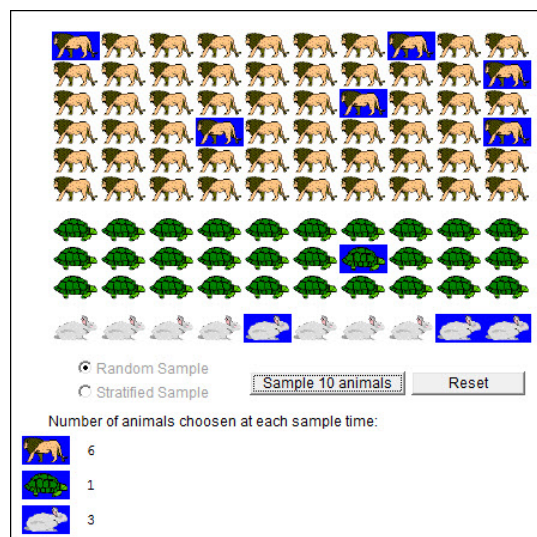 Random Sample
Stratified Sample
Sample 10 animals
Reset
Number of animals choosen at each sample time:
6
1
3